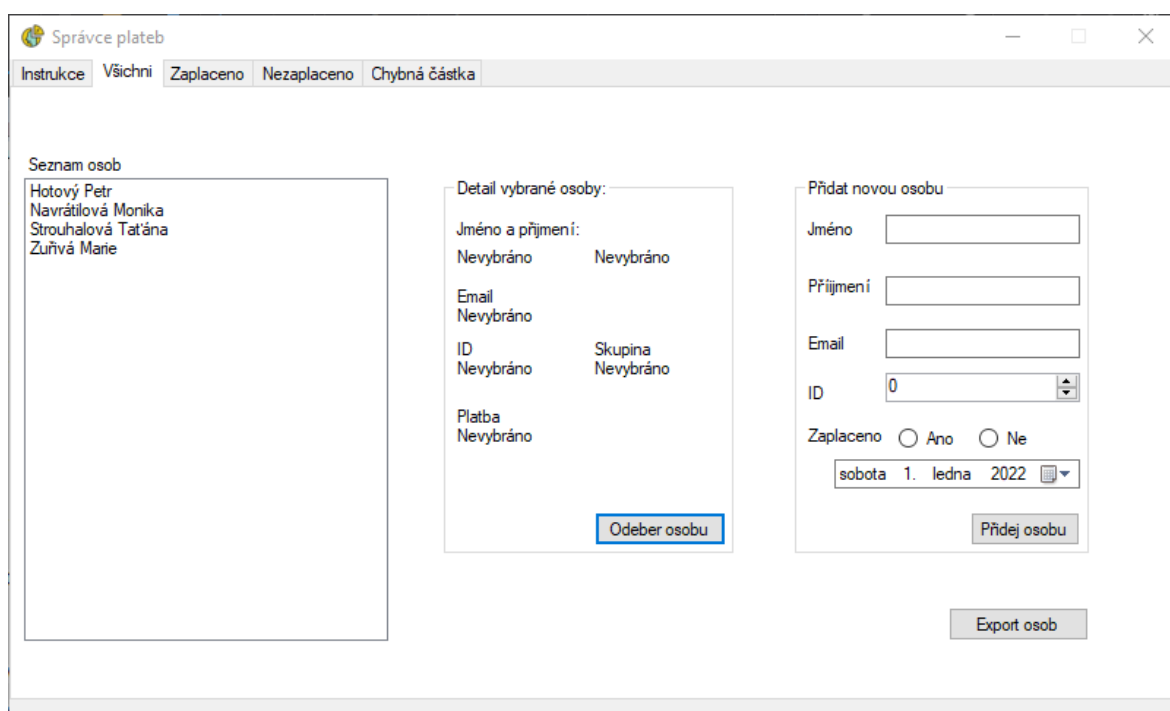 Správce plateb
Instrukce Všichni Zaplaceno Nezaplaceno Chybná částka
Seznam osob
Hotový Petr
Navrátilová Monika
Strouhalová Taťána
Zuřivá Marie
Detail vybrané osoby:
Jméno a přijmení:
Nevybráno Nevybráno
Email
Nevybráno
ID Skupina
Nevybráno Nevybráno
Platba
Nevybráno
Odeber osobu
Přidat novou osobu
Jméno
Příijmení
Email
ID 0
Zaplaceno Ano Ne
sobota 1. ledna 2022
Přidej osobu
Export osob